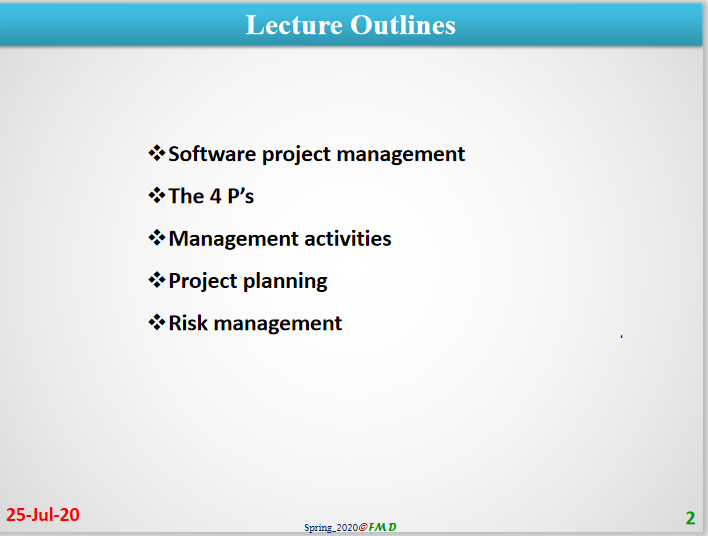 Lecture Outlines
❖Software project management
❖The 4 P’s
❖Management activities
❖Project planning
❖Risk management
25-Jul-20
Spring_2020©FMD
2